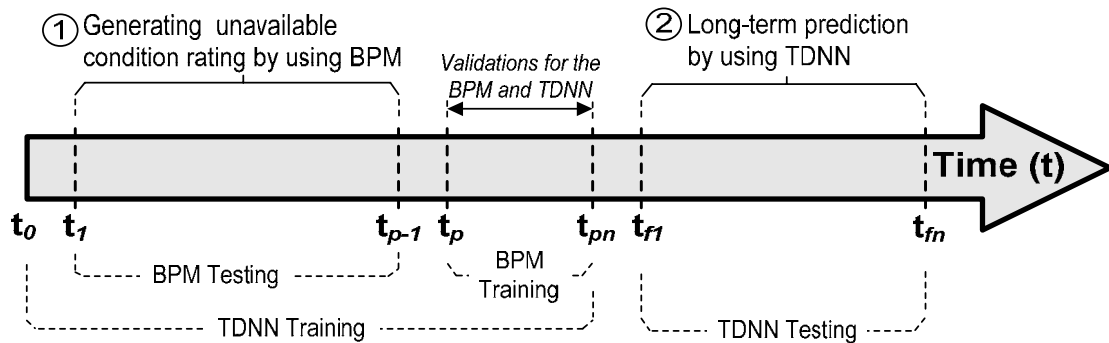 ① Generating unavailable
condition rating by using BPM
Validations for the
BPM and TDNN
② Long-term prediction
by using TDNN
Time (t)
t0 t1 tp-1 tp tpn tf1 tfn
BPM Testing
BPM
Training
TDNN Training
TDNN Testing